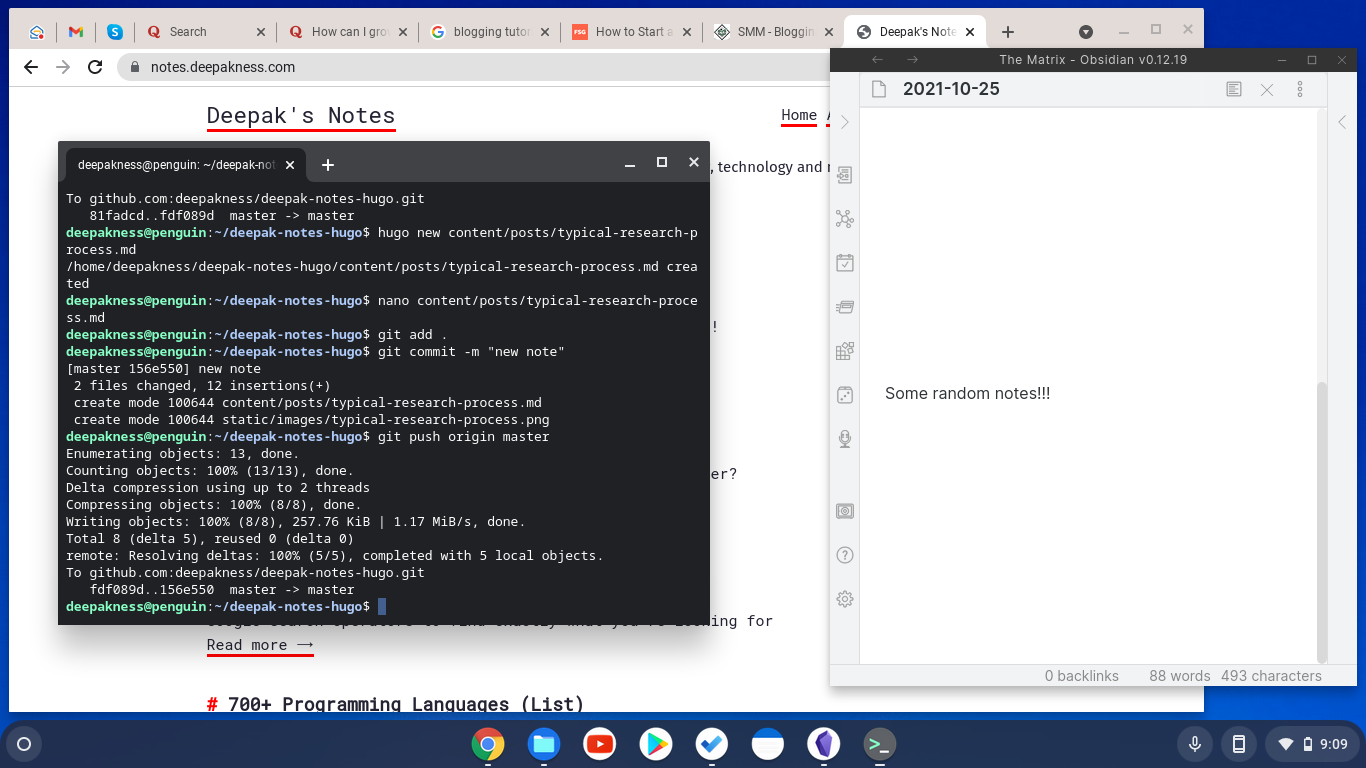 Search
How can I gro
blogging tutor
How to Start a
SMM - Bloggin
Deepak's Note
notes.deepakness.com
Deepak's Notes
Home
, technology and
!
er?
looking for
Read more →
# 700+ Programming Languages (List)
deepakness@penguin: ~/deepak-not
To github.com:deepakness/deepak-notes-hugo.git
81fadcd..fdf089d master -> master
deepakness@penguin:~/deepak-notes-hugo$ hugo new content/posts/typical-research-p
rocess.md
/home/deepakness/deepak-notes-hugo/content/posts/typical-research-process.md crea
ted
deepakness@penguin:~/deepak-notes-hugo$ nano content/posts/typical-research-proce
ss.md
deepakness@penguin:~/deepak-notes-hugo$ git add .
deepakness@penguin:~/deepak-notes-hugo$ git commit -m "new note"
[master 156e550] new note
2 files changed, 12 insertions(+)
create mode 100644 content/posts/typical-research-process.md
create mode 100644 static/images/typical-research-process.png
deepakness@penguin:~/deepak-notes-hugo$ git push origin master
Enumerating objects: 13, done.
Counting objects: 100% (13/13), done.
Delta compression using up to 2 threads
Compressing objects: 100% (8/8), done.
Writing objects: 100% (8/8), 257.76 KiB | 1.17 MiB/s, done.
Total 8 (delta 5), reused 0 (delta 0)
remote: Resolving deltas: 100% (5/5), completed with 5 local objects.
To github.com:deepakness/deepak-notes-hugo.git
fdf089d..156e550 master -> master
deepakness@penguin:~/deepak-notes-hugo$
The Matrix - Obsidian v0.12.19
2021-10-25
Some random notes!!!
0 backlinks 88 words 493 characters
9:09